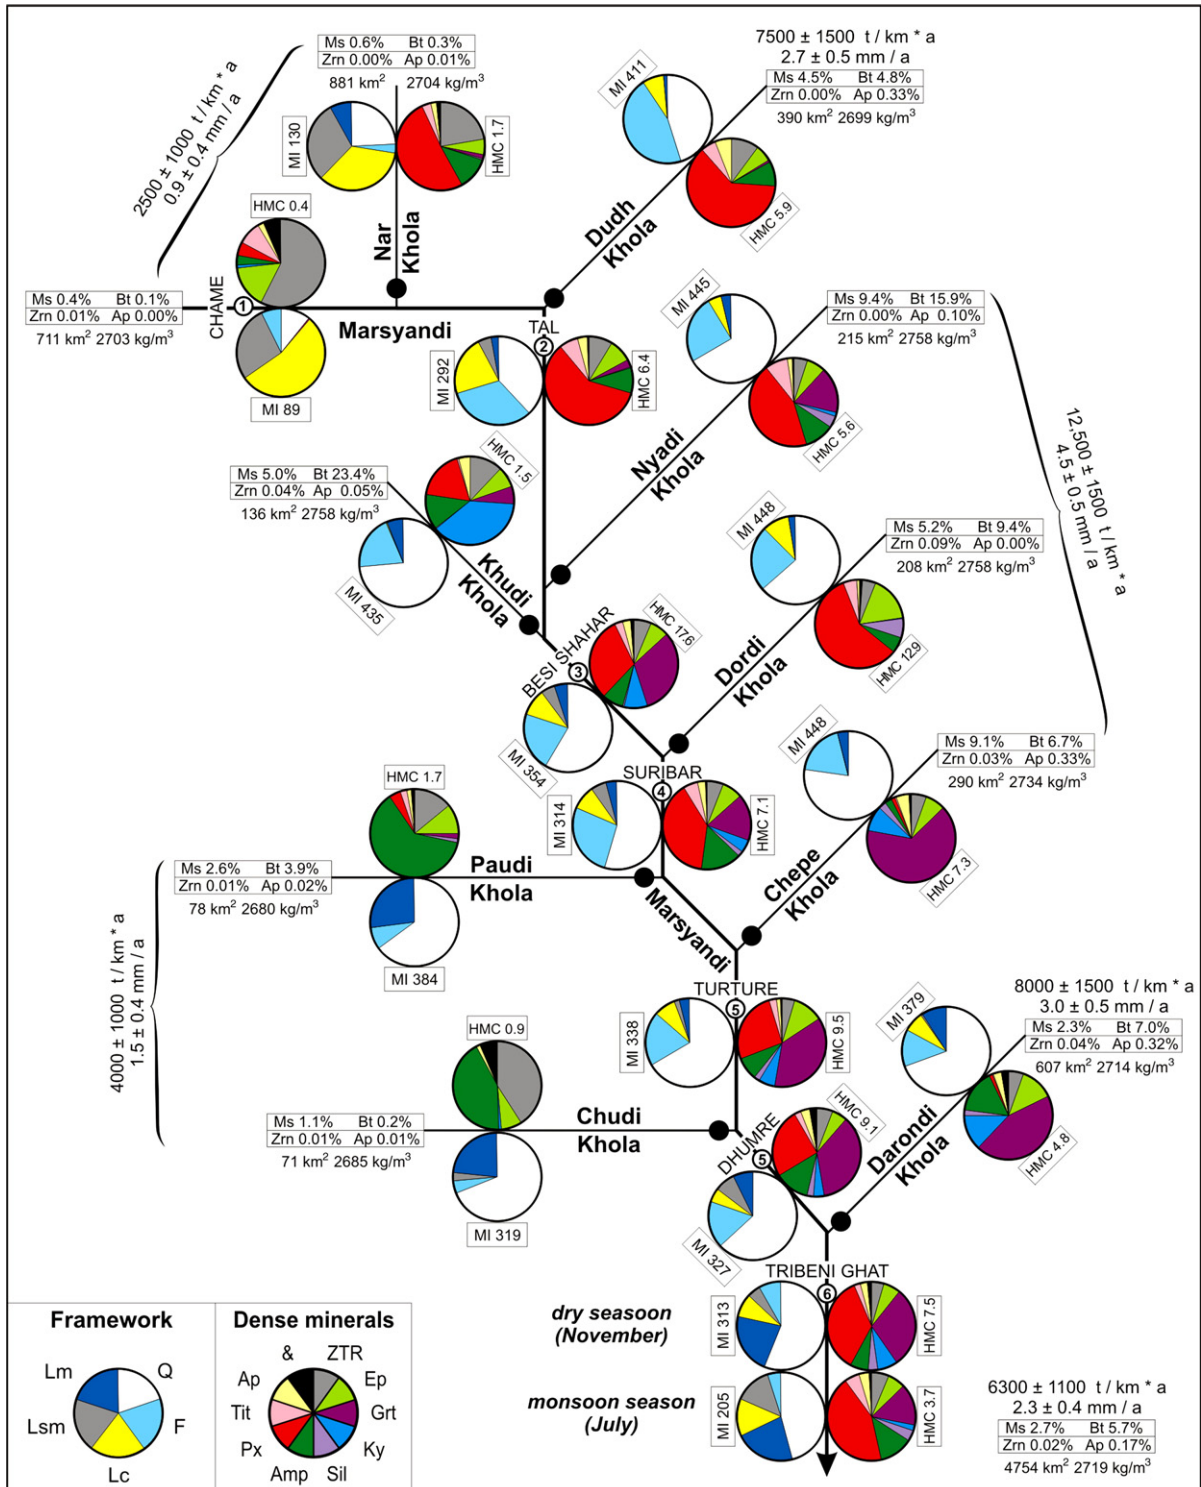 Ms 0.6% Bt 0.3%
Zrn 0.00% Ap 0.01%
881 km² 2704 kg/m³
MI 130
HMC 1.7
Nar
Khola
2500 ± 1000 t / km * a
0.9 ± 0.4 mm / a
7500 ± 1500 t / km * a
2.7 ± 0.5 mm / a
Ms 4.5% Bt 4.8%
Zrn 0.00% Ap 0.33%
390 km² 2699 kg/m³
MI 411
HMC 5.9
Dudh
Khola
HMC 0.4
CHAME
1
Ms 0.4% Bt 0.1%
Zrn 0.01% Ap 0.00%
711 km² 2703 kg/m³
MI 89
Marsyandi
TAL
2
MI 292
HMC 6.4
MI 445
HMC 5.6
Ms 9.4% Bt 15.9%
Zrn 0.00% Ap 0.10%
215 km² 2758 kg/m³
Nyadi
Khola
12,500 ± 1500 t / km * a
4.5 ± 0.5 mm / a
HMC 1.5
Ms 5.0% Bt 23.4%
Zrn 0.04% Ap 0.05%
136 km² 2758 kg/m³
MI 435
Khudi
Khola
MI 448
Ms 5.2% Bt 9.4%
Zrn 0.09% Ap 0.00%
208 km² 2758 kg/m³
HMC 12.9
Dordi
Khola
BESI SHAHAR
3
HMC 17.6
MI 354
SURIBAR
4
MI 314
HMC 7.1
MI 448
Ms 9.1% Bt 6.7%
Zrn 0.03% Ap 0.33%
290 km² 2734 kg/m³
HMC 7.3
Chepe
Khola
HMC 1.7
Ms 2.6% Bt 3.9%
Zrn 0.01% Ap 0.02%
78 km² 2680 kg/m³
MI 384
Paudi
Khola
Marsyandi
4000 ± 1000 t / km * a
1.5 ± 0.4 mm / a
TURTURE
5
MI 338
HMC 9.5
8000 ± 1500 t / km * a
3.0 ± 0.5 mm / a
Ms 2.3% Bt 7.0%
Zrn 0.04% Ap 0.32%
607 km² 2714 kg/m³
MI 379
HMC 4.8
Darondi
Khola
HMC 0.9
Ms 1.1% Bt 0.2%
Zrn 0.01% Ap 0.01%
71 km² 2685 kg/m³
MI 319
Chudi
Khola
DHUMRE
5
HMC 9.1
MI 327
TRIBENI GHAT
6
dry seasoon
(November)
MI 313
HMC 7.5
monsoon season
(July)
MI 205
HMC 3.7
6300 ± 1100 t / km * a
2.3 ± 0.4 mm / a
Ms 2.7% Bt 5.7%
Zrn 0.02% Ap 0.17%
4754 km² 2719 kg/m³
Framework
Lm Q
Lsm F
Lc
Dense minerals
& ZTR
Ap Ep
Tit Grt
Px Ky
Amp Sil